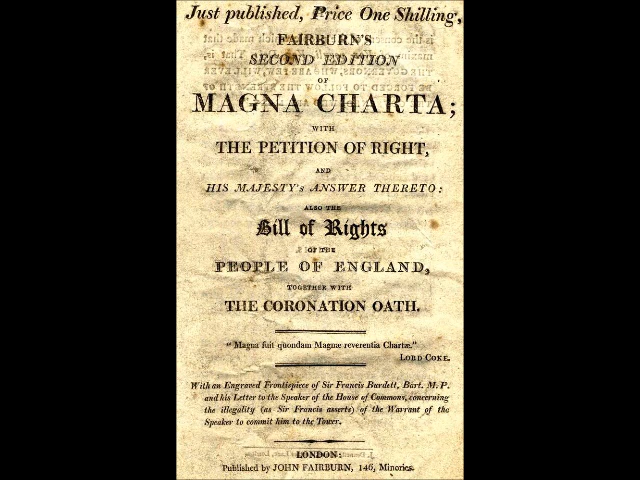 Just published, Price One Shilling,
FAIRBURN'S
SECOND EDITION
OF
MAGNA CHARTA;
WITH
THE PETITION OF RIGHT,
AND
HIS MAJESTY's ANSWER THERETO:
ALSO THE
Bill of Rights
OF THE
PEOPLE OF ENGLAND,
TOGETHER WITH
THE CORONATION OATH.
" Magna fuit quondam Magnæ reverentia Chartæ."
LORD COKE.
With an Engraved Frontispiece of Sir Francis Burdett, Bart. M. P.
and his Letter to the Speaker of the House of Commons, concerning
the illegality (as Sir Francis asserts) of the Warrant of the
Speaker to commit him to the Tower.
LONDON:
Published by JOHN FAIRBURN, 146, Minories.